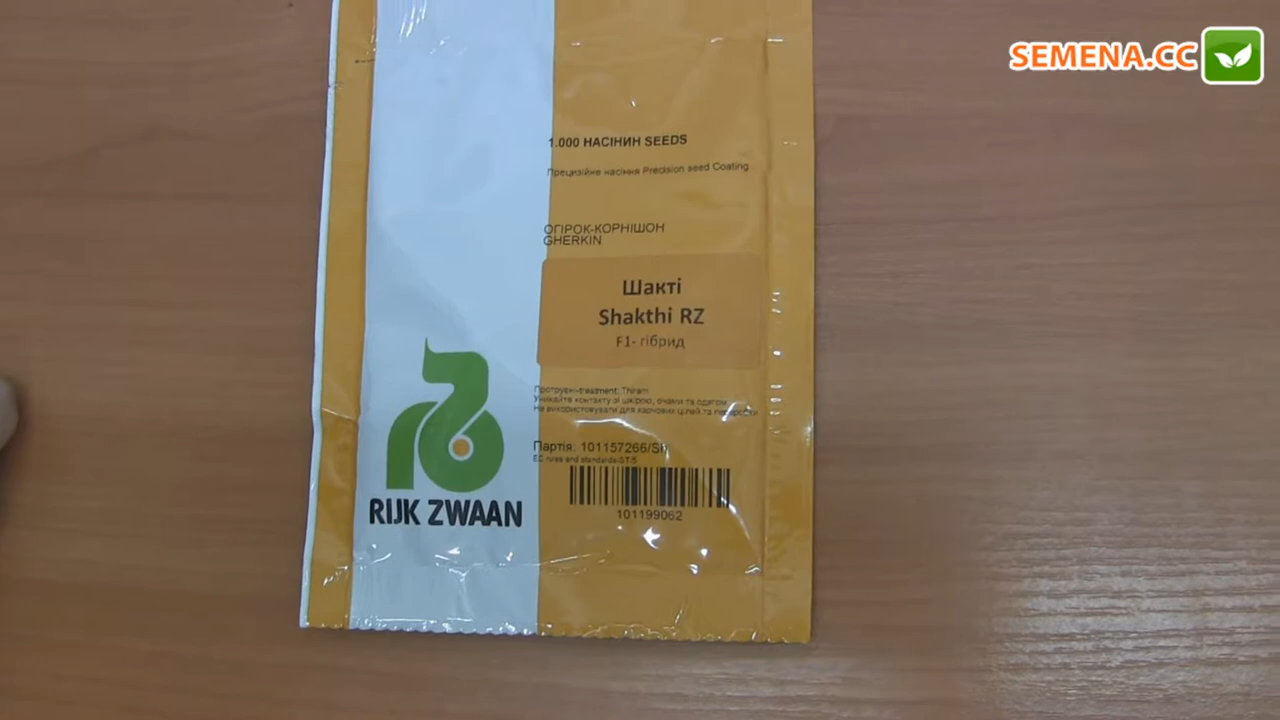 SEMENA.CC
1.000 НАСІНИН SEEDS
Прецизійне насіння Precision seed Coating
ОГІРОК-КОРНІШОН
GHERKIN
Шакті
Shakthi RZ
F1- гібрид
Протруєні-treatment: Thiram
Уникайте контакту зі шкірою, очами та одягом
Не використовувати для харчових цілей та переробки
Партія: 101157266/
EC rules and standards-ST/5
101199062
RIJK ZWAAN